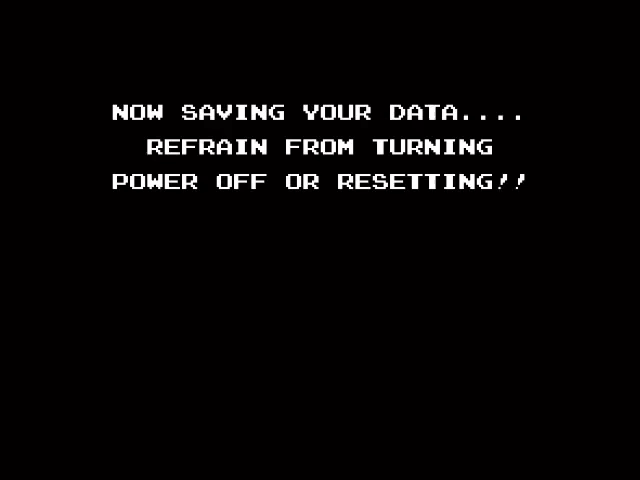 NOW SAVING YOUR DATA....
REFRAIN FROM TURNING
POWER OFF OR RESETTING!!